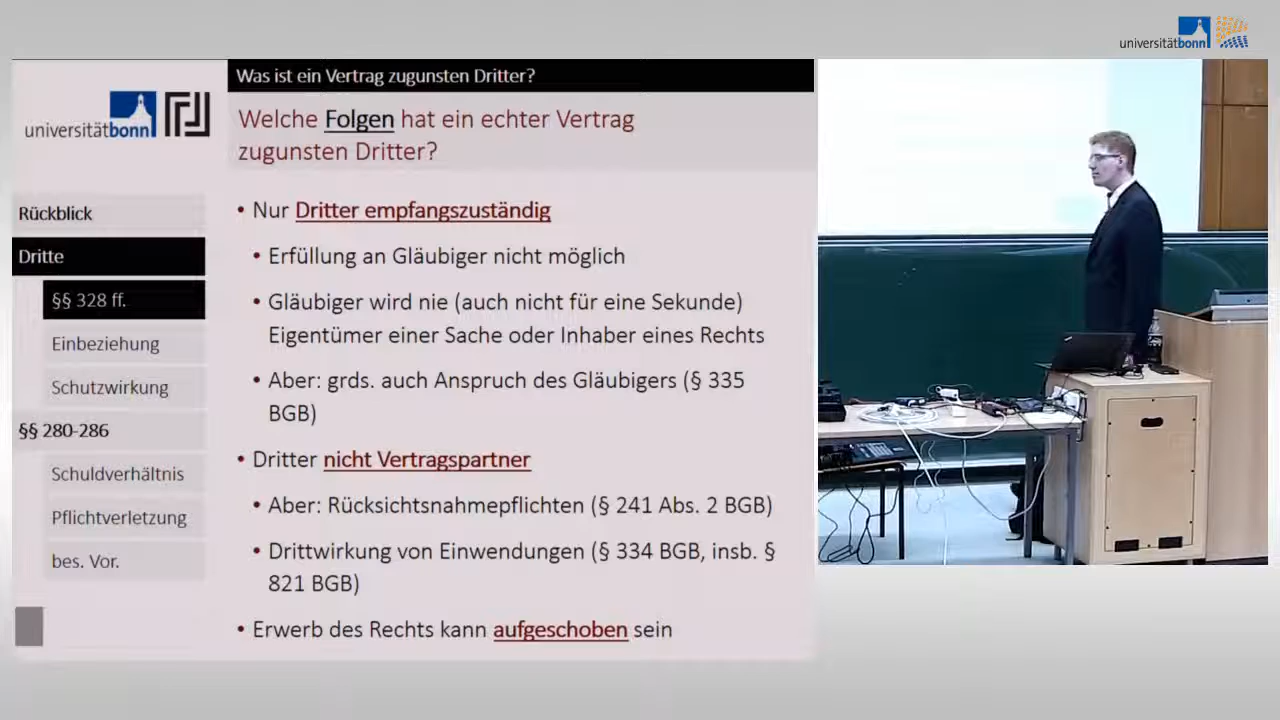 universitätbonn
Was ist ein Vertrag zugunsten Dritter?
universitätbonn
Welche Folgen hat ein echter Vertrag
zugunsten Dritter?
Rückblick
Dritte
§§ 328 ff.
Einbeziehung
Schutzwirkung
§§ 280-286
Schuldverhältnis
Pflichtverletzung
bes. Vor.
• Nur Dritter empfangszuständig
• Erfüllung an Gläubiger nicht möglich
• Gläubiger wird nie (auch nicht für eine Sekunde)
Eigentümer einer Sache oder Inhaber eines Rechts
• Aber: grds. auch Anspruch des Gläubigers (§ 335
BGB)
• Dritter nicht Vertragspartner
• Aber: Rücksichtsnahmepflichten (§ 241 Abs. 2 BGB)
• Drittwirkung von Einwendungen (§ 334 BGB, insb. §
821 BGB)
• Erwerb des Rechts kann aufgeschoben sein